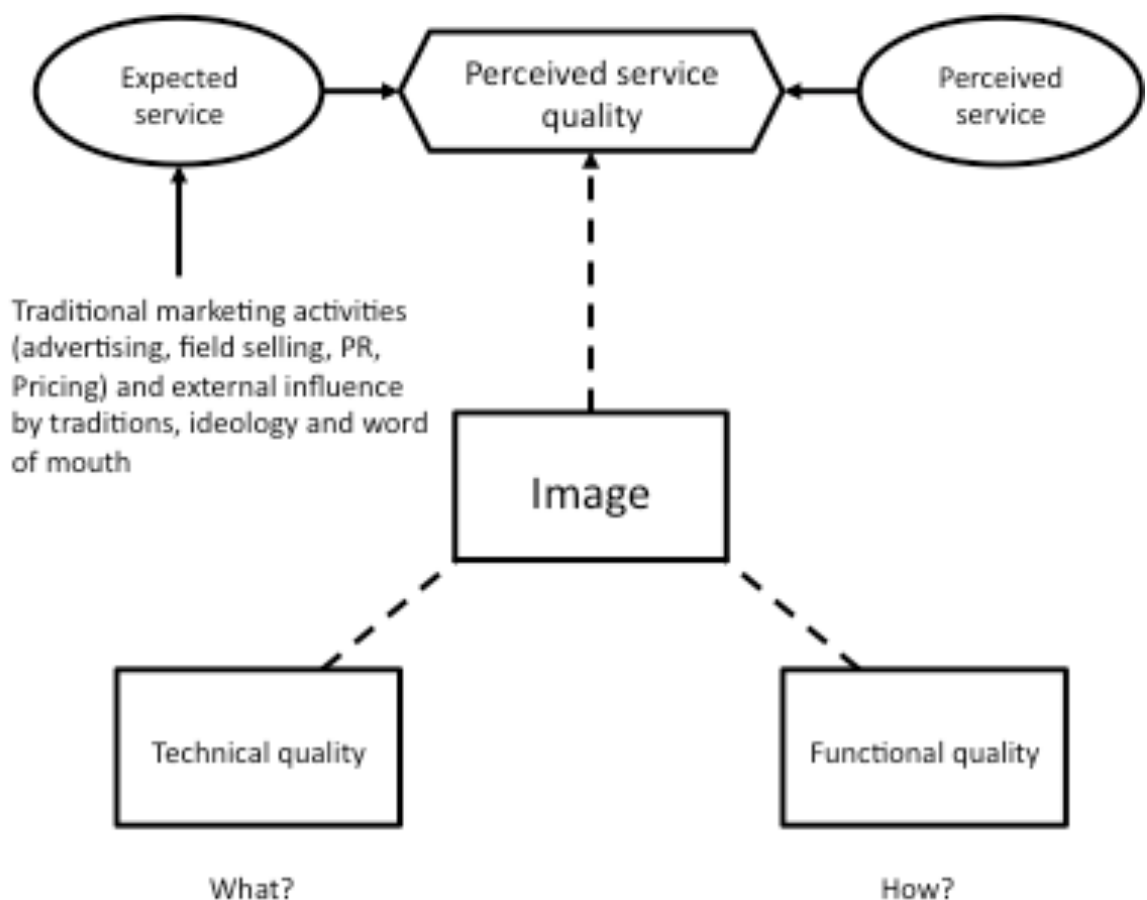 Expected
service
Perceived service
quality
Perceived
service
Traditional marketing activities
(advertising, field selling, PR,
Pricing) and external influence
by traditions, ideology and word
of mouth
Image
Technical quality
Functional quality
What?
How?